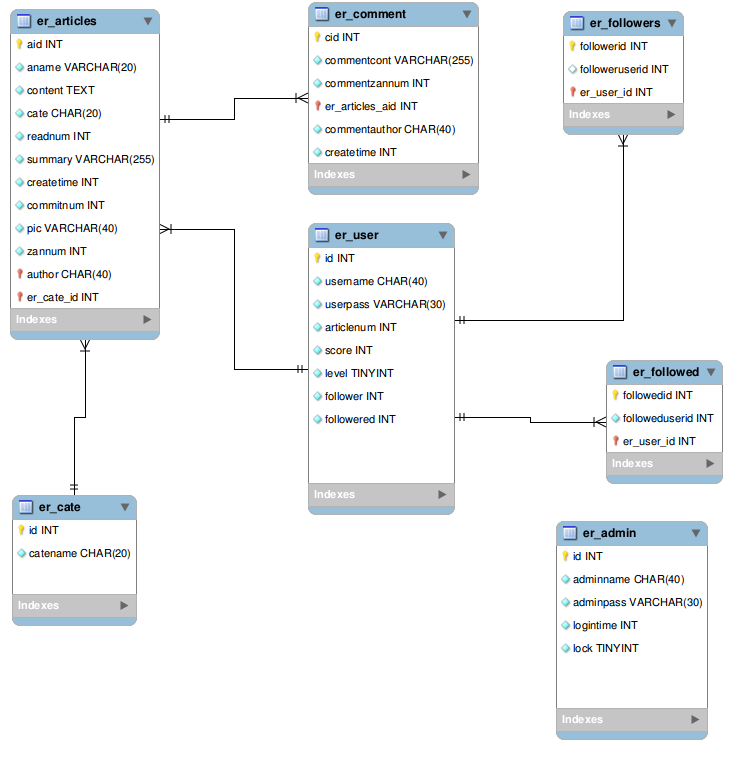 er_articles
aid INT
aname VARCHAR(20)
content TEXT
cate CHAR(20)
readnum INT
summary VARCHAR(255)
createtime INT
commitnum INT
pic VARCHAR(40)
zannum INT
author CHAR(40)
er_cate_id INT
Indexes
er_comment
cid INT
commentcont VARCHAR(255)
commentzannum INT
er_articles_aid INT
commentauthor CHAR(40)
createtime INT
Indexes
er_followers
followerid INT
followeruserid INT
er_user_id INT
Indexes
er_user
id INT
username CHAR(40)
userpass VARCHAR(30)
articlenum INT
score INT
level TINYINT
follower INT
followered INT
Indexes
er_followed
followedid INT
followeduserid INT
er_user_id INT
Indexes
er_cate
id INT
catename CHAR(20)
Indexes
er_admin
id INT
adminname CHAR(40)
adminpass VARCHAR(30)
logintime INT
lock TINYINT
Indexes